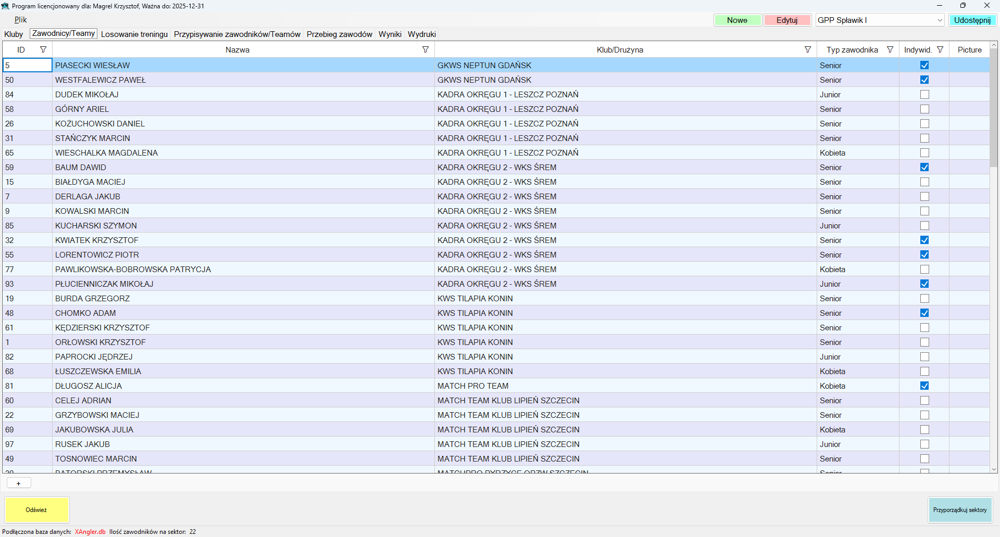 Program licencjonowany dla: Magrel Krzysztof, Ważna do: 2025-12-31
Plik
Nowe Edytuj GPP Spławik I Udostępnij
Kluby Zawodnicy/Teamy Losowanie treningu Przypisywanie zawodników/Teamów Przebieg zawodów Wyniki Wydruki
ID Nazwa Klub/Drużyna Typ zawodnika Indywid. Picture
5 PIASECKI WIESŁAW GKWS NEPTUN GDAŃSK Senior
50 WESTFALEWICZ PAWEŁ GKWS NEPTUN GDAŃSK Senior
84 DUDEK MIKOŁAJ KADRA OKRĘGU 1 - LESZCZ POZNAŃ Junior
58 GÓRNY ARIEL KADRA OKRĘGU 1 - LESZCZ POZNAŃ Senior
26 KOŻUCHOWSKI DANIEL KADRA OKRĘGU 1 - LESZCZ POZNAŃ Senior
31 STAŃCZYK MARCIN KADRA OKRĘGU 1 - LESZCZ POZNAŃ Senior
65 WIESCHALKA MAGDALENA KADRA OKRĘGU 1 - LESZCZ POZNAŃ Kobieta
59 BAUM DAWID KADRA OKRĘGU 2 - WKS ŚREM Senior
15 BIAŁDYGA MACIEJ KADRA OKRĘGU 2 - WKS ŚREM Senior
7 DERLAGA JAKUB KADRA OKRĘGU 2 - WKS ŚREM Senior
9 KOWALSKI MARCIN KADRA OKRĘGU 2 - WKS ŚREM Senior
85 KUCHARSKI SZYMON KADRA OKRĘGU 2 - WKS ŚREM Junior
32 KWIATEK KRZYSZTOF KADRA OKRĘGU 2 - WKS ŚREM Senior
55 LORENTOWICZ PIOTR KADRA OKRĘGU 2 - WKS ŚREM Senior
77 PAWLIKOWSKA-BOBROWSKA PATRYCJA KADRA OKRĘGU 2 - WKS ŚREM Kobieta
93 PŁUCIENNICZAK MIKOŁAJ KADRA OKRĘGU 2 - WKS ŚREM Junior
19 BURDA GRZEGORZ KWS TILAPIA KONIN Senior
48 CHOMKO ADAM KWS TILAPIA KONIN Senior
61 KĘDZIERSKI KRZYSZTOF KWS TILAPIA KONIN Senior
1 ORŁOWSKI KRZYSZTOF KWS TILAPIA KONIN Senior
82 PAPROCKI JĘDRZEJ KWS TILAPIA KONIN Junior
68 ŁUSZCZEWSKA EMILIA KWS TILAPIA KONIN Kobieta
81 DŁUGOSZ ALICJA MATCH PRO TEAM Kobieta
60 CELEJ ADRIAN MATCH TEAM KLUB LIPIEŃ SZCZECIN Senior
22 GRZYBOWSKI MACIEJ MATCH TEAM KLUB LIPIEŃ SZCZECIN Senior
69 JAKUBOWSKA JULIA MATCH TEAM KLUB LIPIEŃ SZCZECIN Kobieta
97 RUSEK JAKUB MATCH TEAM KLUB LIPIEŃ SZCZECIN Junior
49 TOSNOWIEC MARCIN MATCH TEAM KLUB LIPIEŃ SZCZECIN Senior
+
Odśwież Przyporządkuj sektory
Podłączona baza danych: XAngler.db Ilość zawodników na sektor: 22